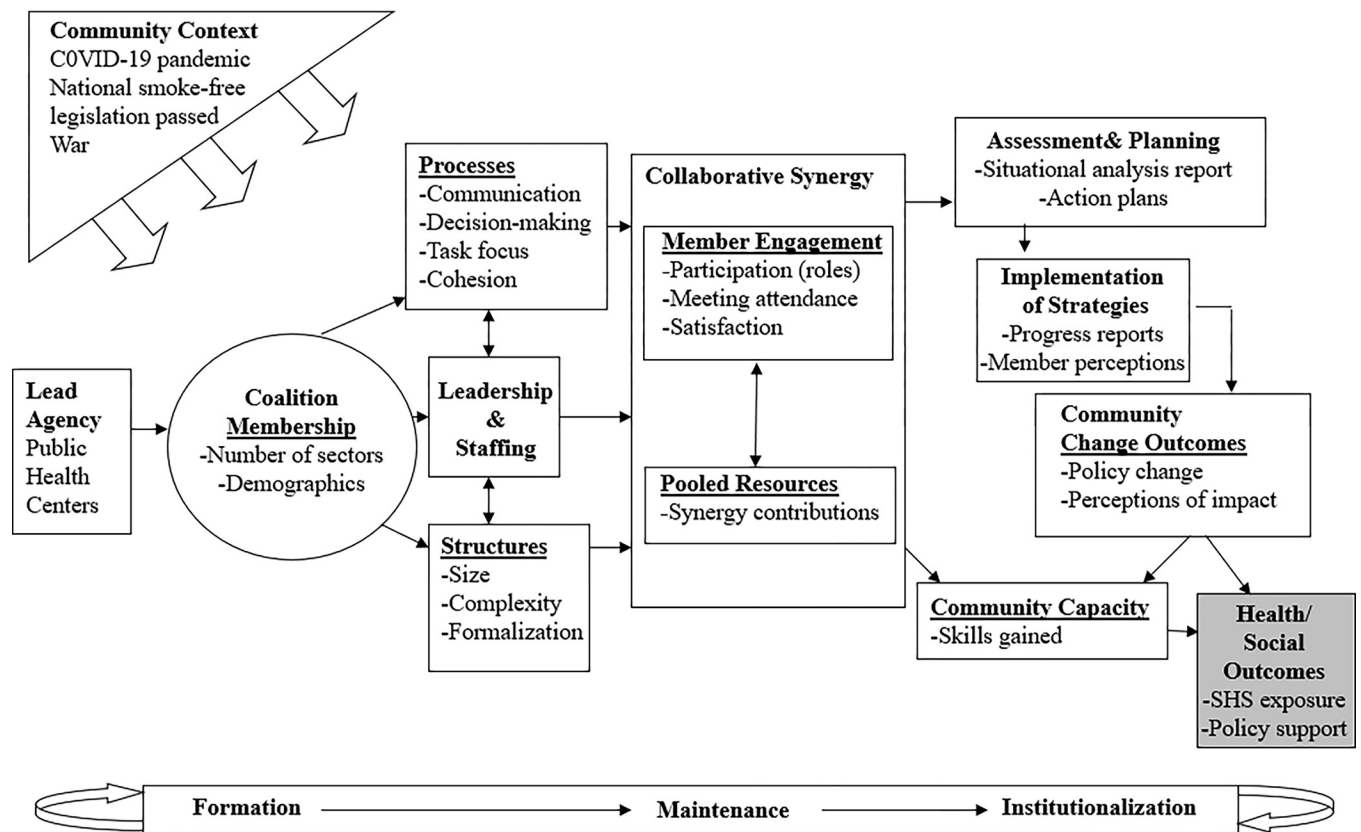 Community Context
C0VID-19 pandemic
National smoke-free
legislation passed
War
Lead
Agency
Public
Health
Centers
Coalition
Membership
-Number of sectors
-Demographics
Processes
-Communication
-Decision-making
-Task focus
-Cohesion
Leadership
&
Staffing
Structures
-Size
-Complexity
-Formalization
Collaborative Synergy
Member Engagement
-Participation (roles)
-Meeting attendance
-Satisfaction
Pooled Resources
-Synergy contributions
Assessment& Planning
-Situational analysis report
-Action plans
Implementation
of Strategies
-Progress reports
-Member perceptions
Community
Change Outcomes
-Policy change
-Perceptions of impact
Community Capacity
-Skills gained
Health/
Social
Outcomes
-SHS exposure
-Policy support
Formation
Maintenance
Institutionalization